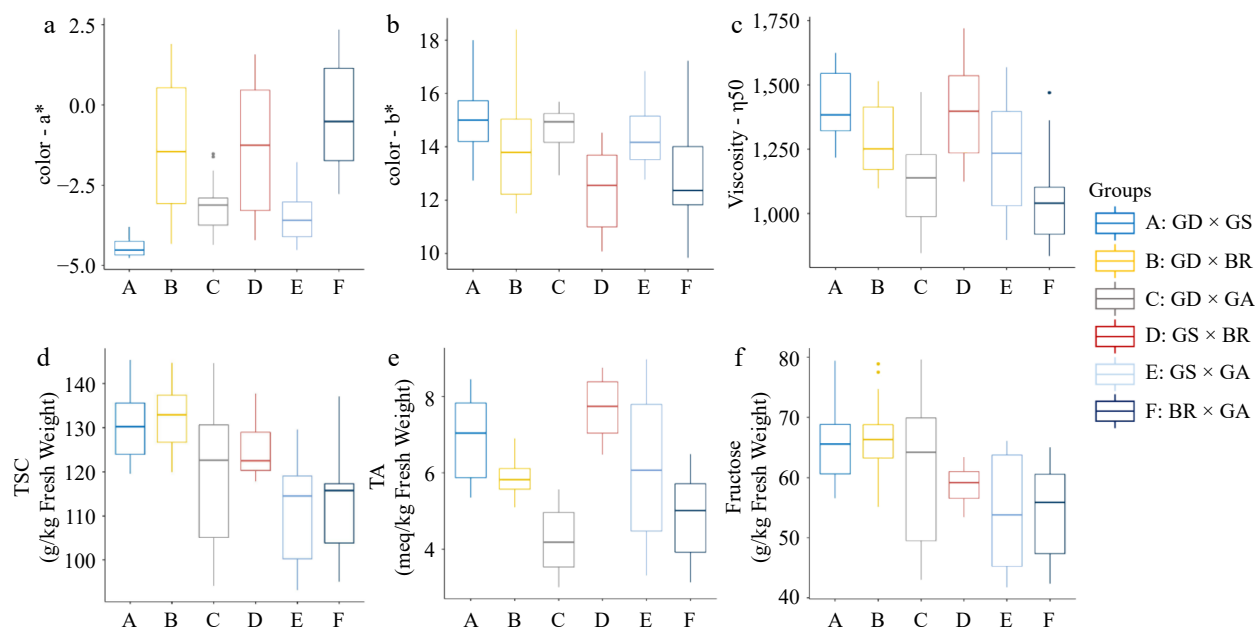 a
color - a*
2.5
0.0
−2.5
−5.0
A B C D E F
b
color - b*
18
16
14
12
10
A B C D E F
c
Viscosity - η50
1,750
1,500
1,250
1,000
A B C D E F
Groups
A: GD × GS
B: GD × BR
C: GD × GA
D: GS × BR
E: GS × GA
F: BR × GA
d
TSC
(g/kg Fresh Weight)
140
130
120
110
100
A B C D E F
e
TA
(meq/kg Fresh Weight)
8
6
4
A B C D E F
f
Fructose
(g/kg Fresh Weight)
80
70
60
50
40
A B C D E F